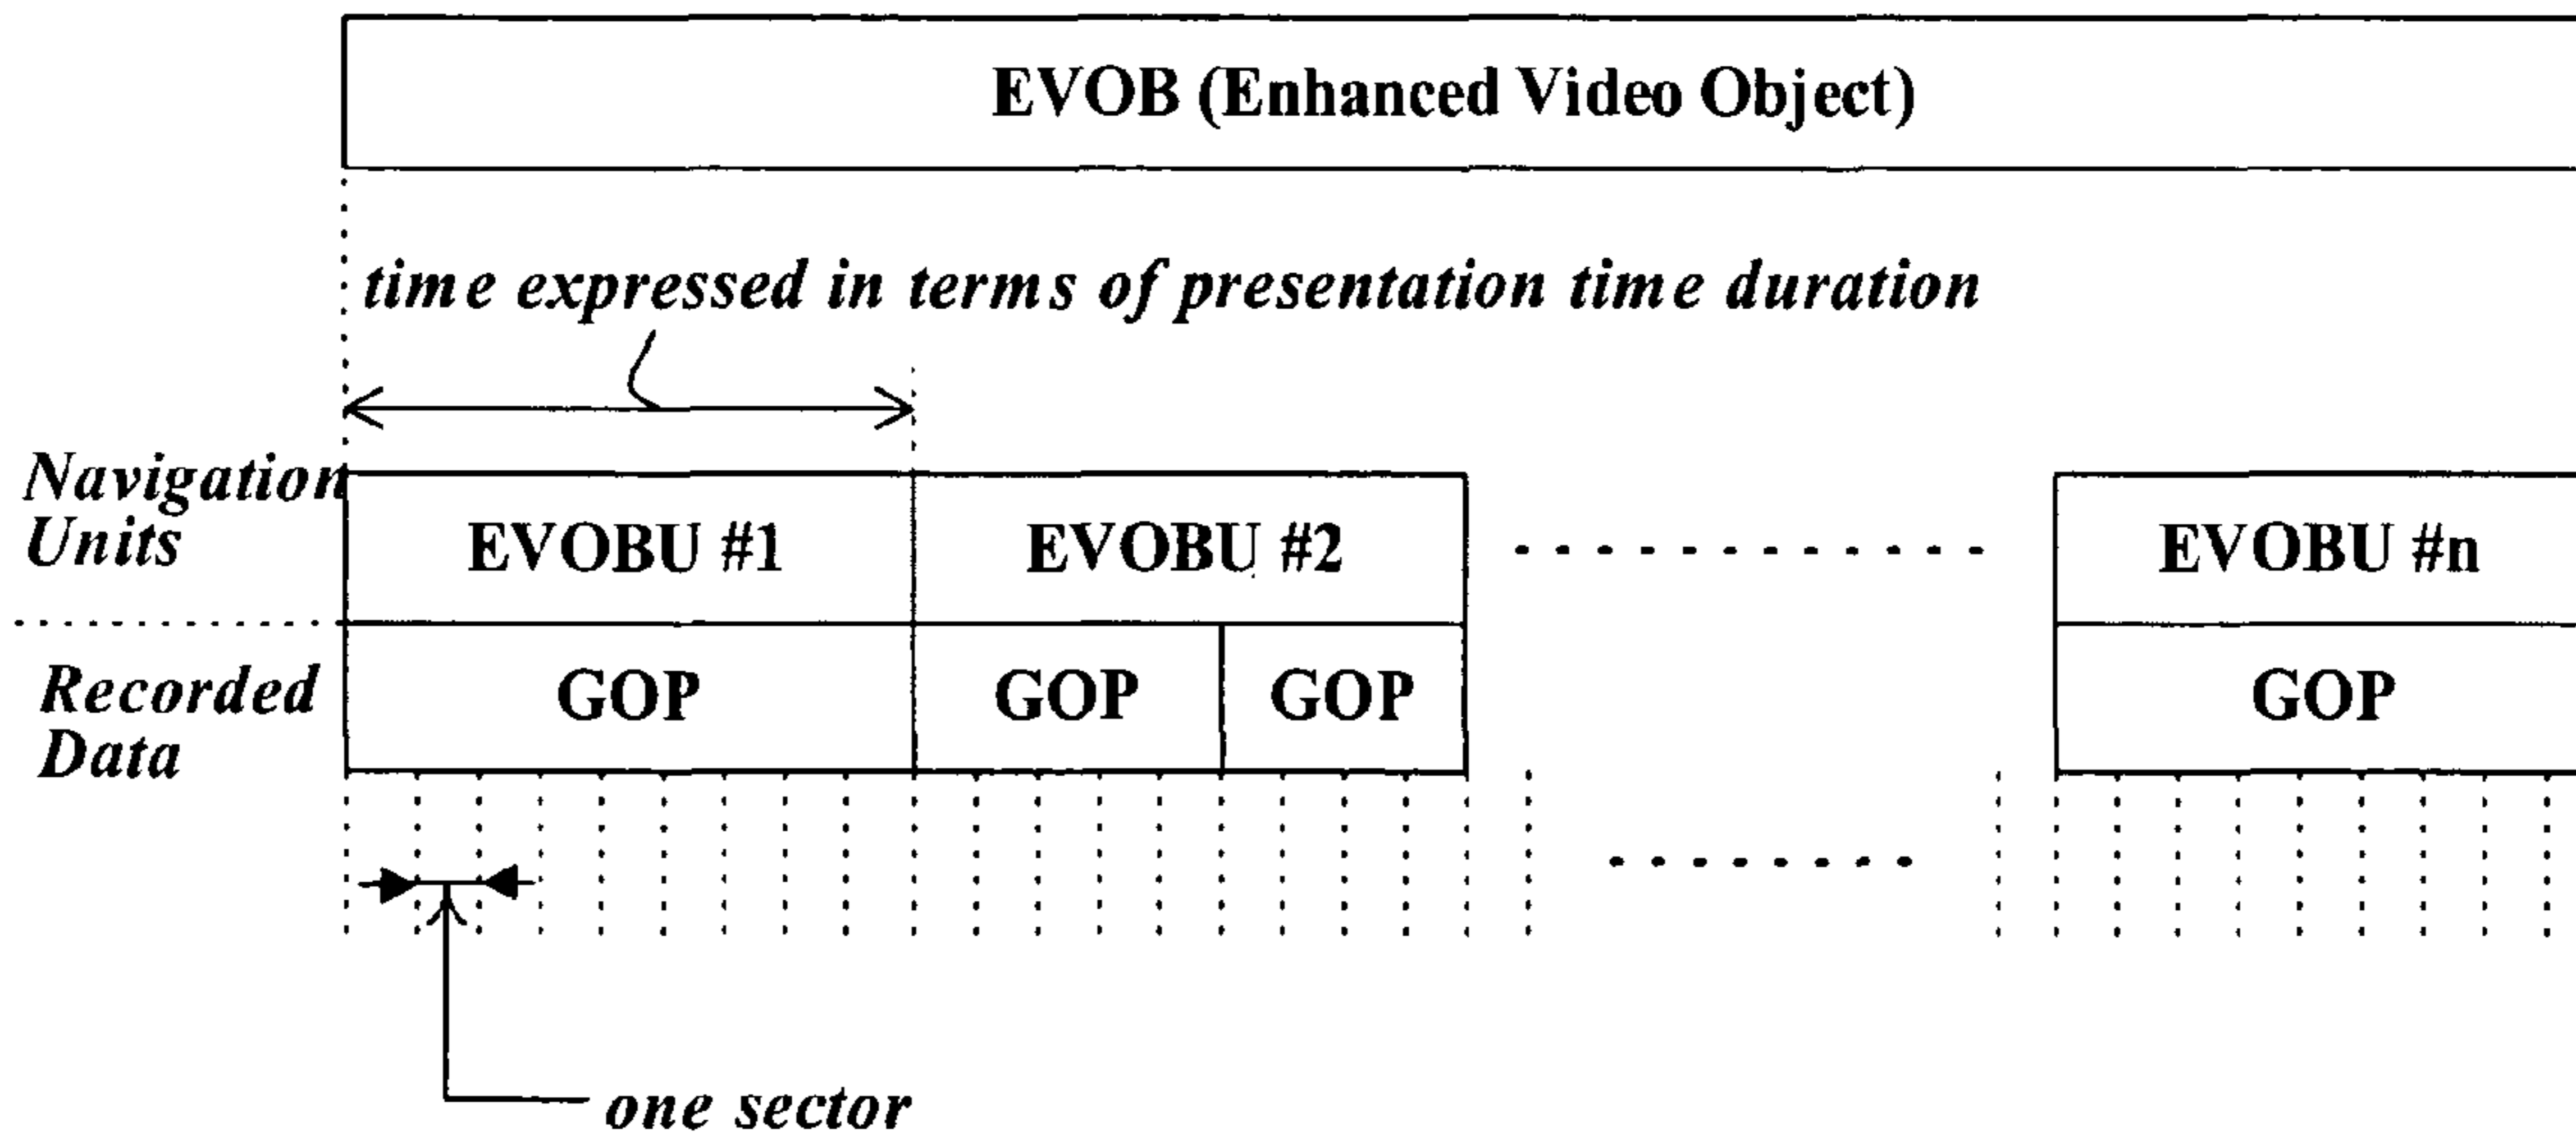 EVOB (Enhanced Video Object)
time expressed in terms of presentation time duration
Navigation
Units
EVOBU #1
EVOBU #2
EVOBU #n
Recorded
Data
GOP
GOP
GOP
GOP
one sector